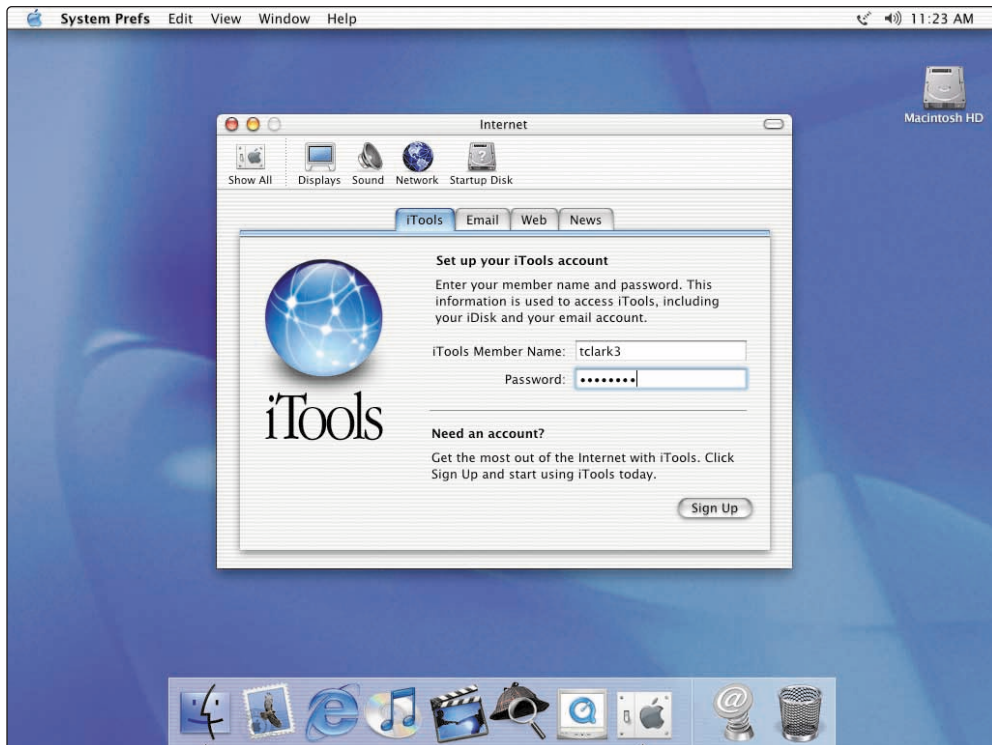 System Prefs Edit View Window Help 11:23 AM
Macintosh HD
Internet
Show All Displays Sound Network Startup Disk
iTools Email Web News
Set up your iTools account
Enter your member name and password. This
information is used to access iTools, including
your iDisk and your email account.
iTools Member Name: tclark3
Password: ••••••••
iTools
Need an account?
Get the most out of the Internet with iTools. Click
Sign Up and start using iTools today.
Sign Up